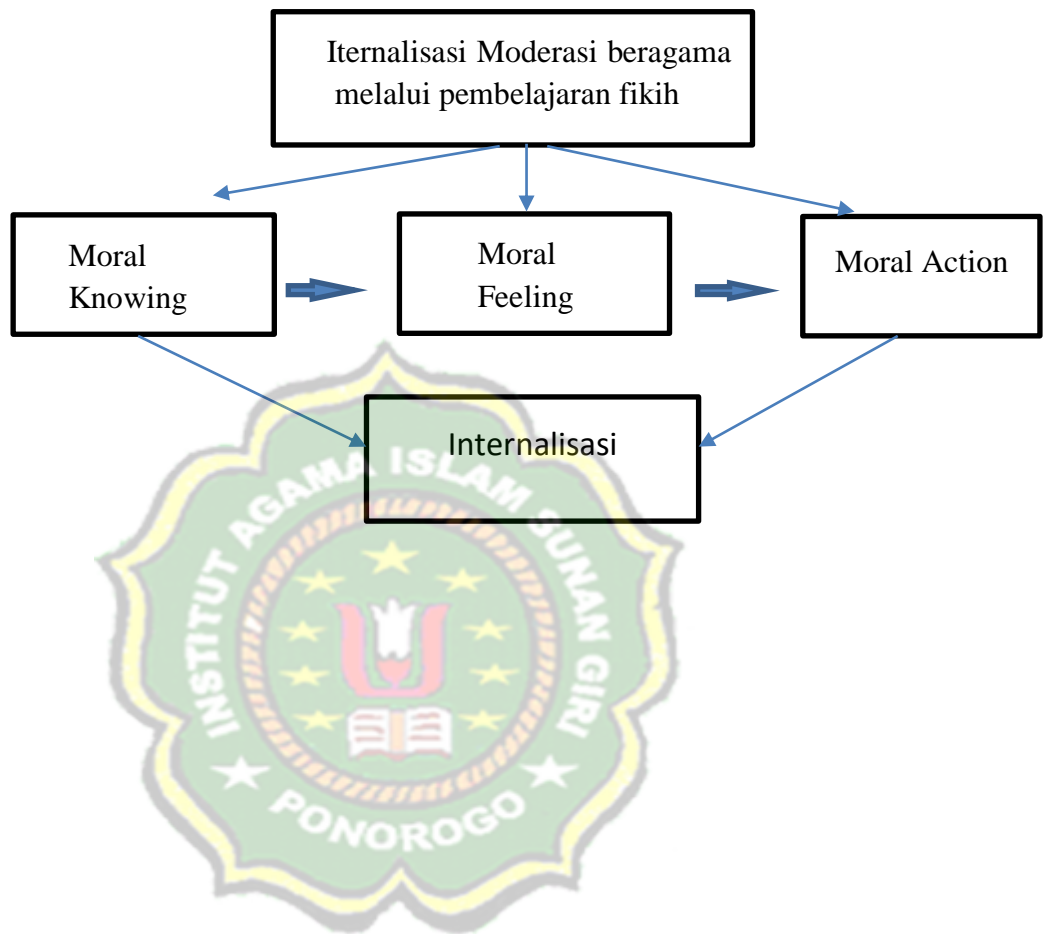 Iternalisasi Moderasi beragama
melalui pembelajaran fikih
Moral
Knowing
Moral
Feeling
Moral Action
Internalisasi
INSTITUT AGAMA ISLAM SUNAN GIRI
PONOROGO